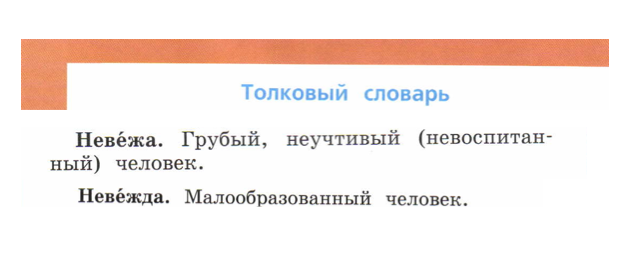 Толковый словарь
Неве́жа. Грубый, неучтивый (невоспитан-
ный) человек.
Неве́жда. Малообразованный человек.